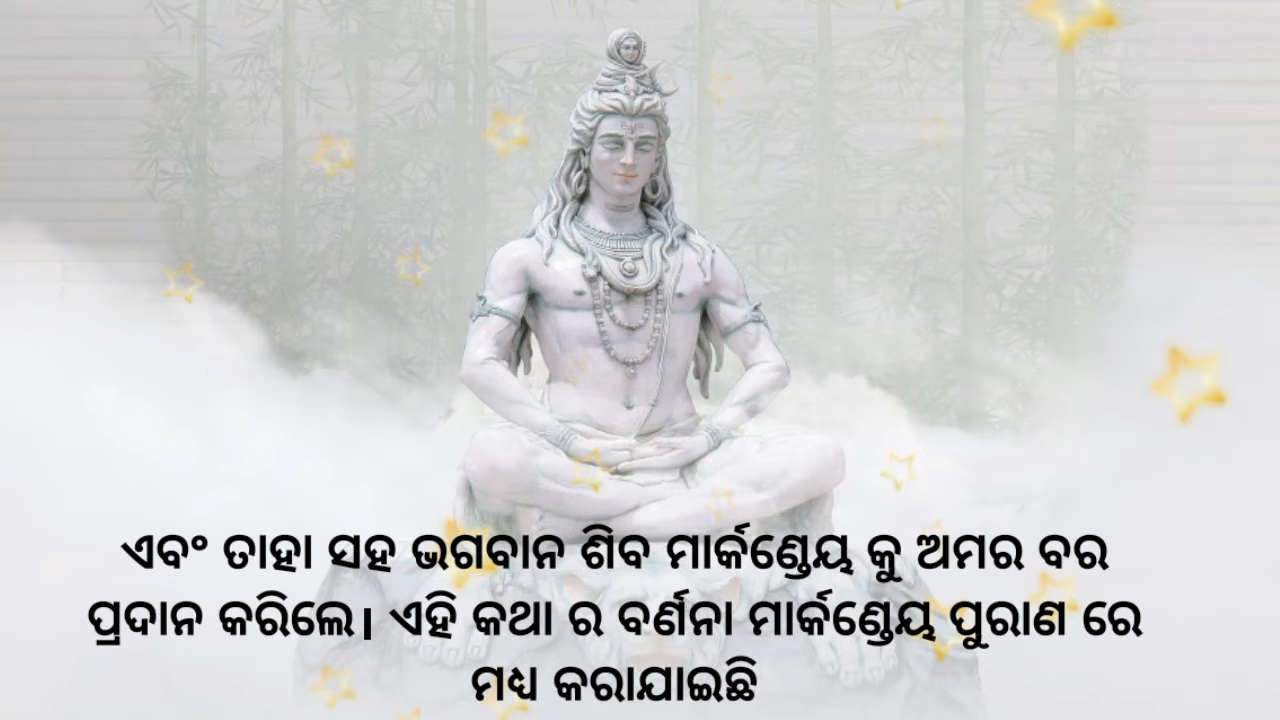 ଏବଂ ତାହା ସହ ଭଗବାନ ଶିବ ମାର୍କଣ୍ଡେୟ କୁ ଅମର ବର
ପ୍ରଦାନ କରିଲେ। ଏହି କଥା ର ବର୍ଣନା ମାର୍କଣ୍ଡେୟ ପୁରାଣ ରେ
ମଧ୍ୟ କରାଯାଇଛି